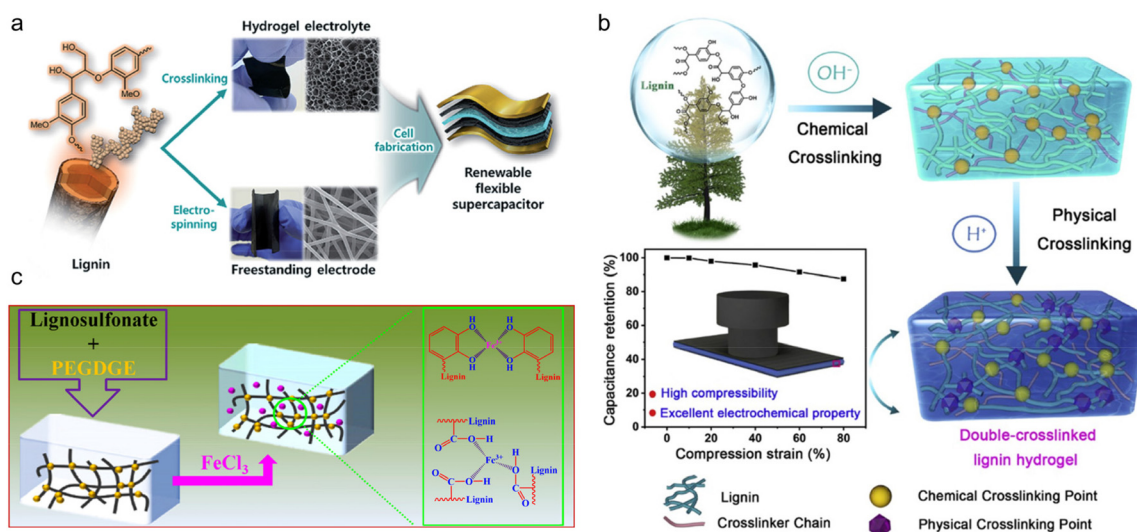 a
Hydrogel electrolyte
HO
HO
O
MeO
MeO
O
Crosslinking
Electro-
spinning
Lignin
Freestanding electrode
Cell
fabrication
Renewable
flexible
supercapacitor
b
Lignin
OH⁻
Chemical
Crosslinking
H⁺
Physical
Crosslinking
Capacitance retention (%)
100
80
60
40
20
0
High compressibility
Excellent electrochemical property
0 20 40 60 80
Compression strain (%)
Double-crosslinked
lignin hydrogel
Lignin
Crosslinker Chain
Chemical Crosslinking Point
Physical Crosslinking Point
c
Lignosulfonate
+
PEGDGE
FeCl₃
H H
O O
O O
H H
Lignin Lignin
Lignin
C
O O H
Fe³⁺
H
O
Lignin
C
O
O
C
O H
Lignin